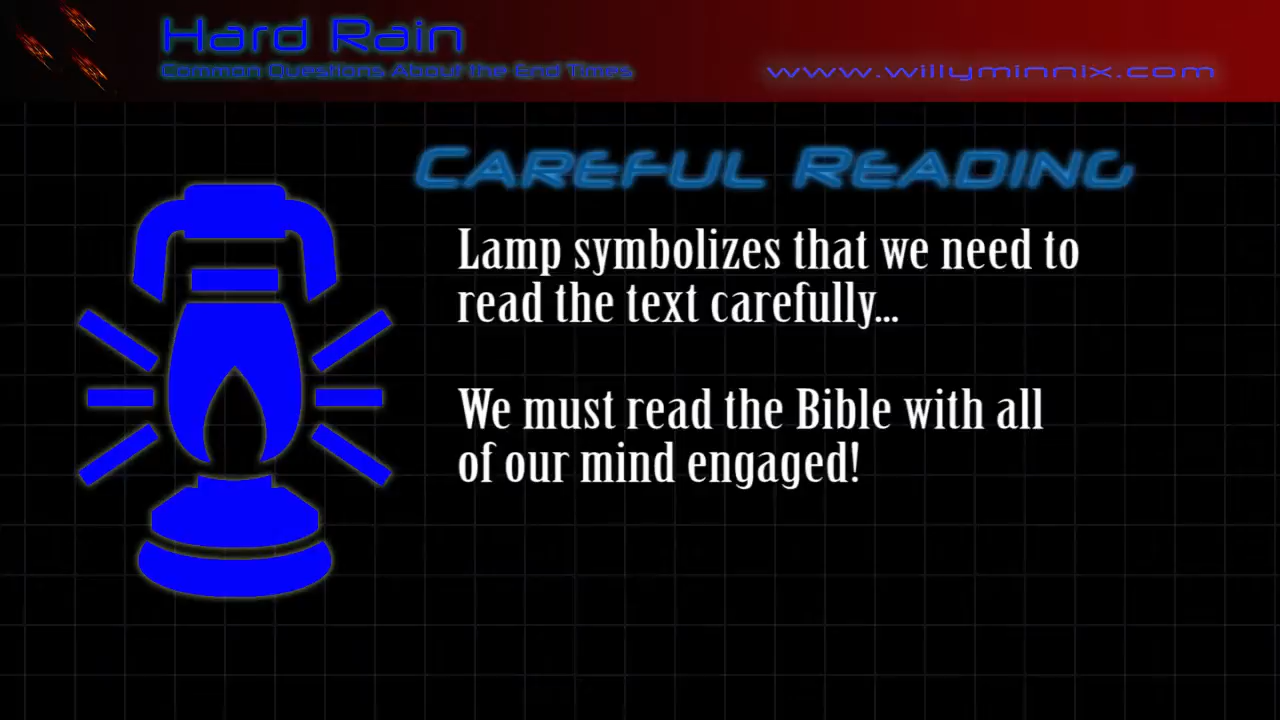 Hard Rain
Common Questions About the End Times
www.willyminnix.com
Careful Reading
Lamp symbolizes that we need to
read the text carefully...
We must read the Bible with all
of our mind engaged!